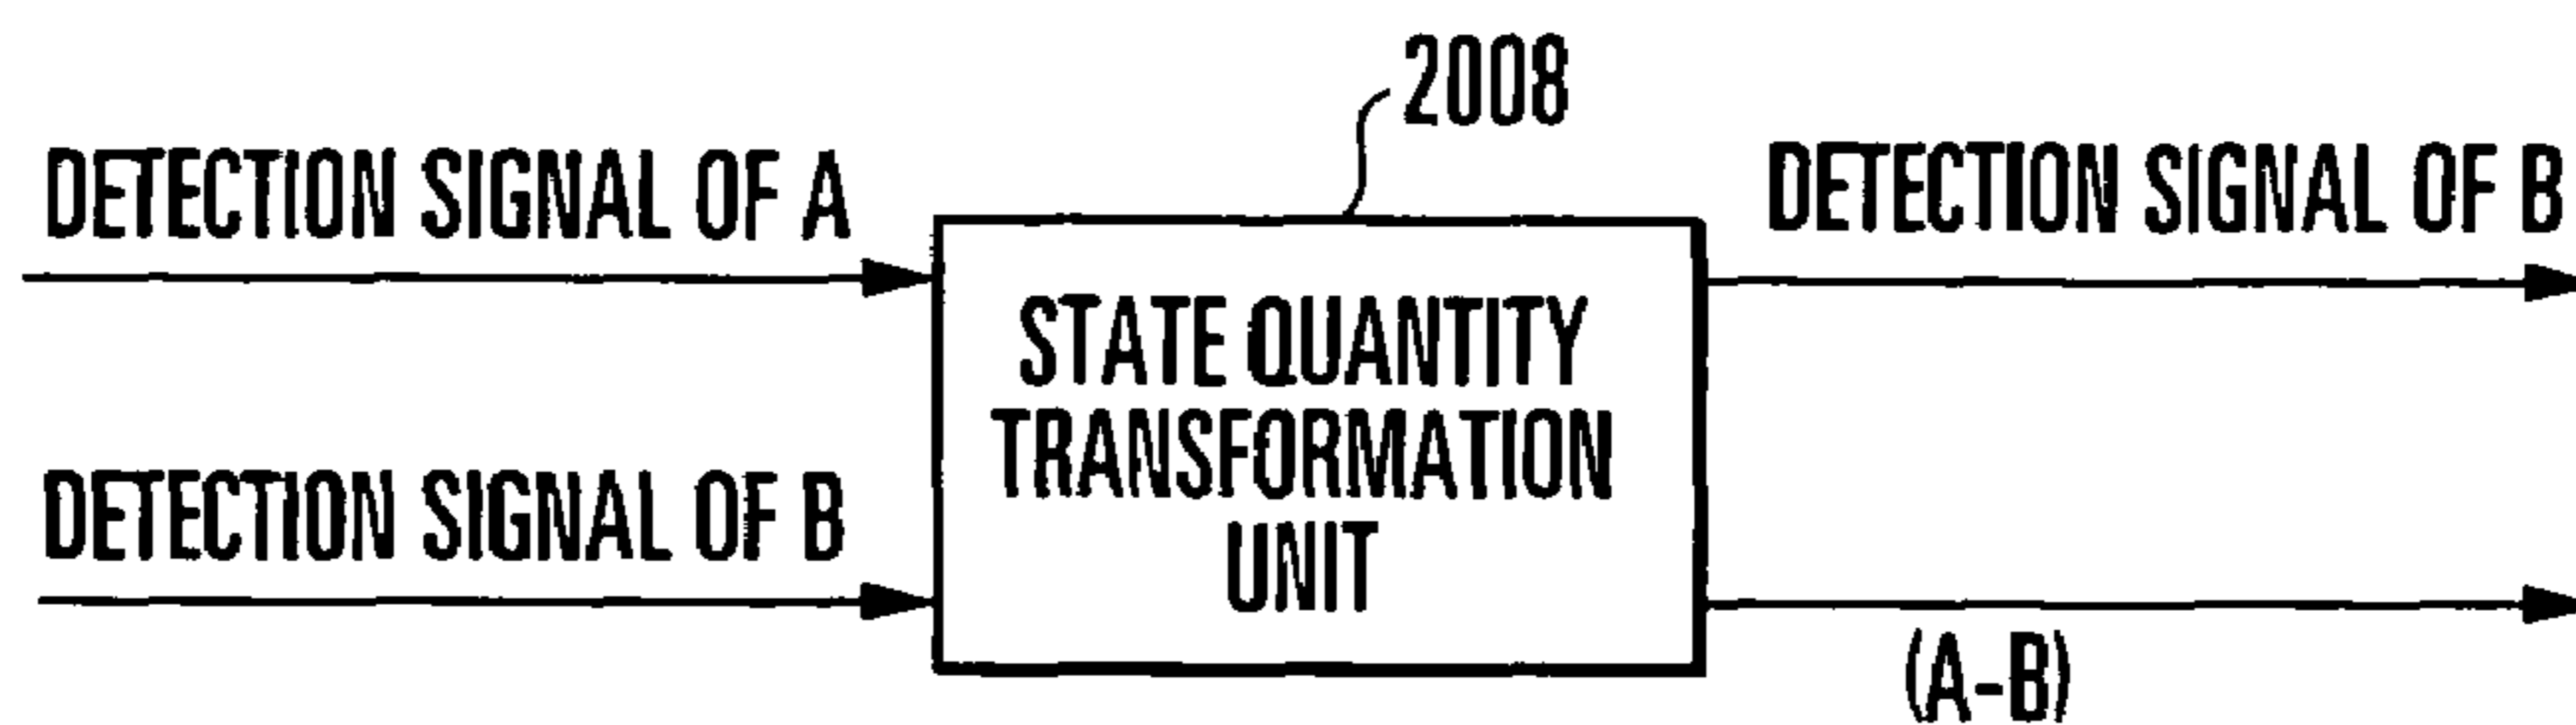 2008
DETECTION SIGNAL OF A
DETECTION SIGNAL OF B
STATE QUANTITY
TRANSFORMATION
UNIT
DETECTION SIGNAL OF B
(A-B)